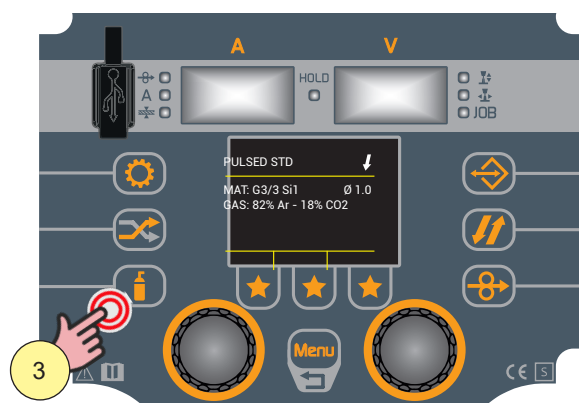 A V
HOLD
A
JOB
PULSED STD
MAT: G3/3 Si1 Ø 1.0
GAS: 82% Ar - 18% CO2
Menu
3
CE S